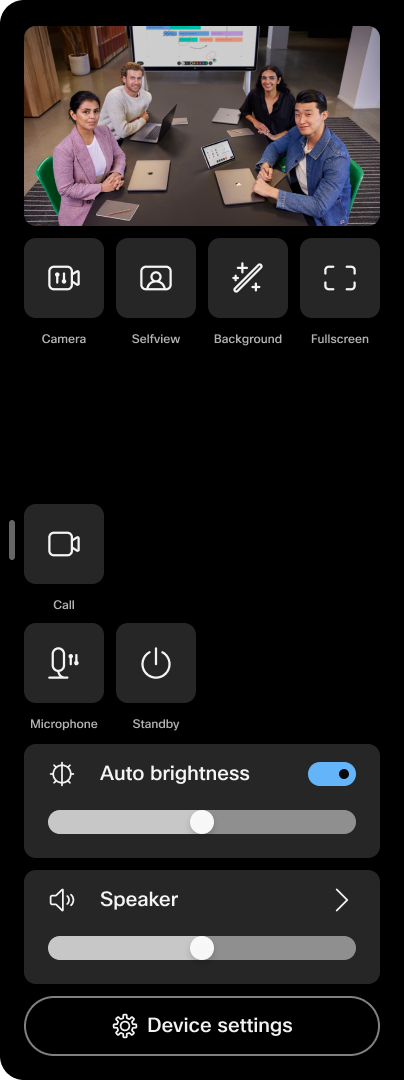 Camera
Selfview
Background
Fullscreen
Call
Microphone
Standby
Auto brightness
Speaker
Device settings